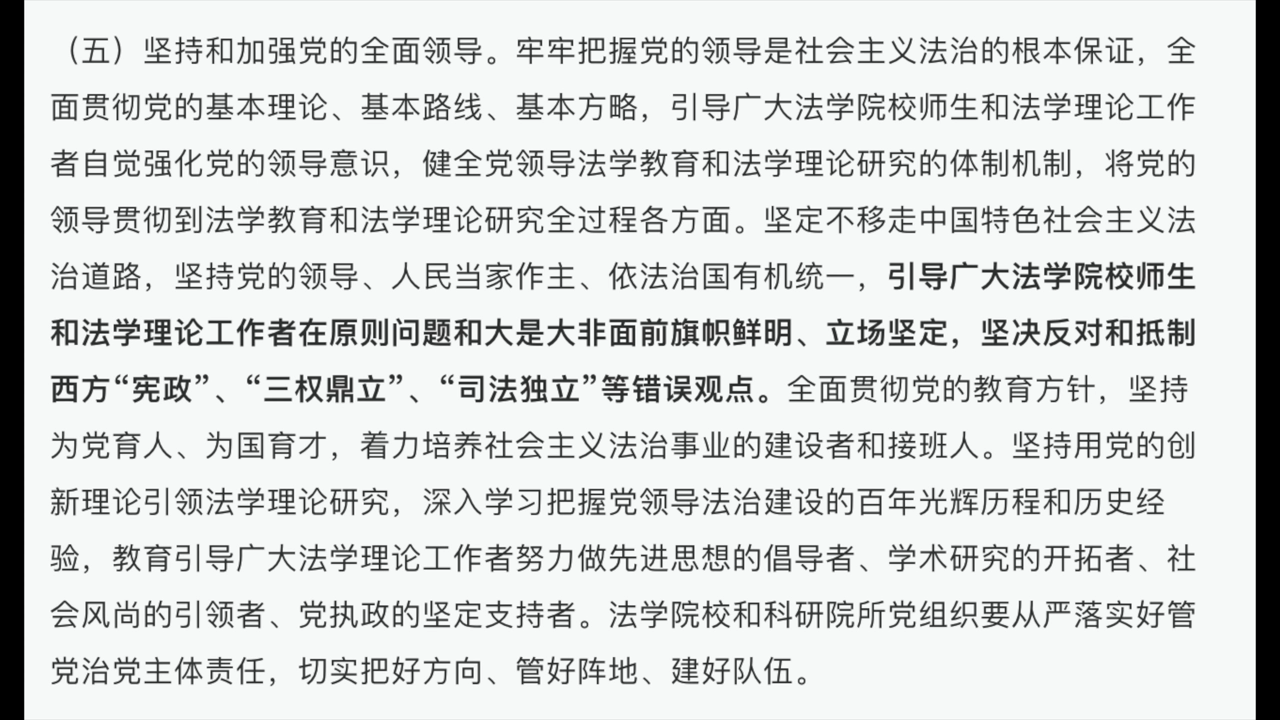 （五）坚持和加强党的全面领导。牢牢把握党的领导是社会主义法治的根本保证，全
面贯彻党的基本理论、基本路线、基本方略，引导广大法学院校师生和法学理论工作
者自觉强化党的领导意识，健全党领导法学教育和法学理论研究的体制机制，将党的
领导贯彻到法学教育和法学理论研究全过程各方面。坚定不移走中国特色社会主义法
治道路，坚持党的领导、人民当家作主、依法治国有机统一，引导广大法学院校师生
和法学理论工作者在原则问题和大是大非面前旗帜鲜明、立场坚定，坚决反对和抵制
西方“宪政”、“三权鼎立”、“司法独立”等错误观点。全面贯彻党的教育方针，坚持
为党育人、为国育才，着力培养社会主义法治事业的建设者和接班人。坚持用党的创
新理论引领法学理论研究，深入学习把握党领导法治建设的百年光辉历程和历史经
验，教育引导广大法学理论工作者努力做先进思想的倡导者、学术研究的开拓者、社
会风尚的引领者、党执政的坚定支持者。法学院校和科研院所党组织要从严落实好管
党治党主体责任，切实把好方向、管好阵地、建好队伍。